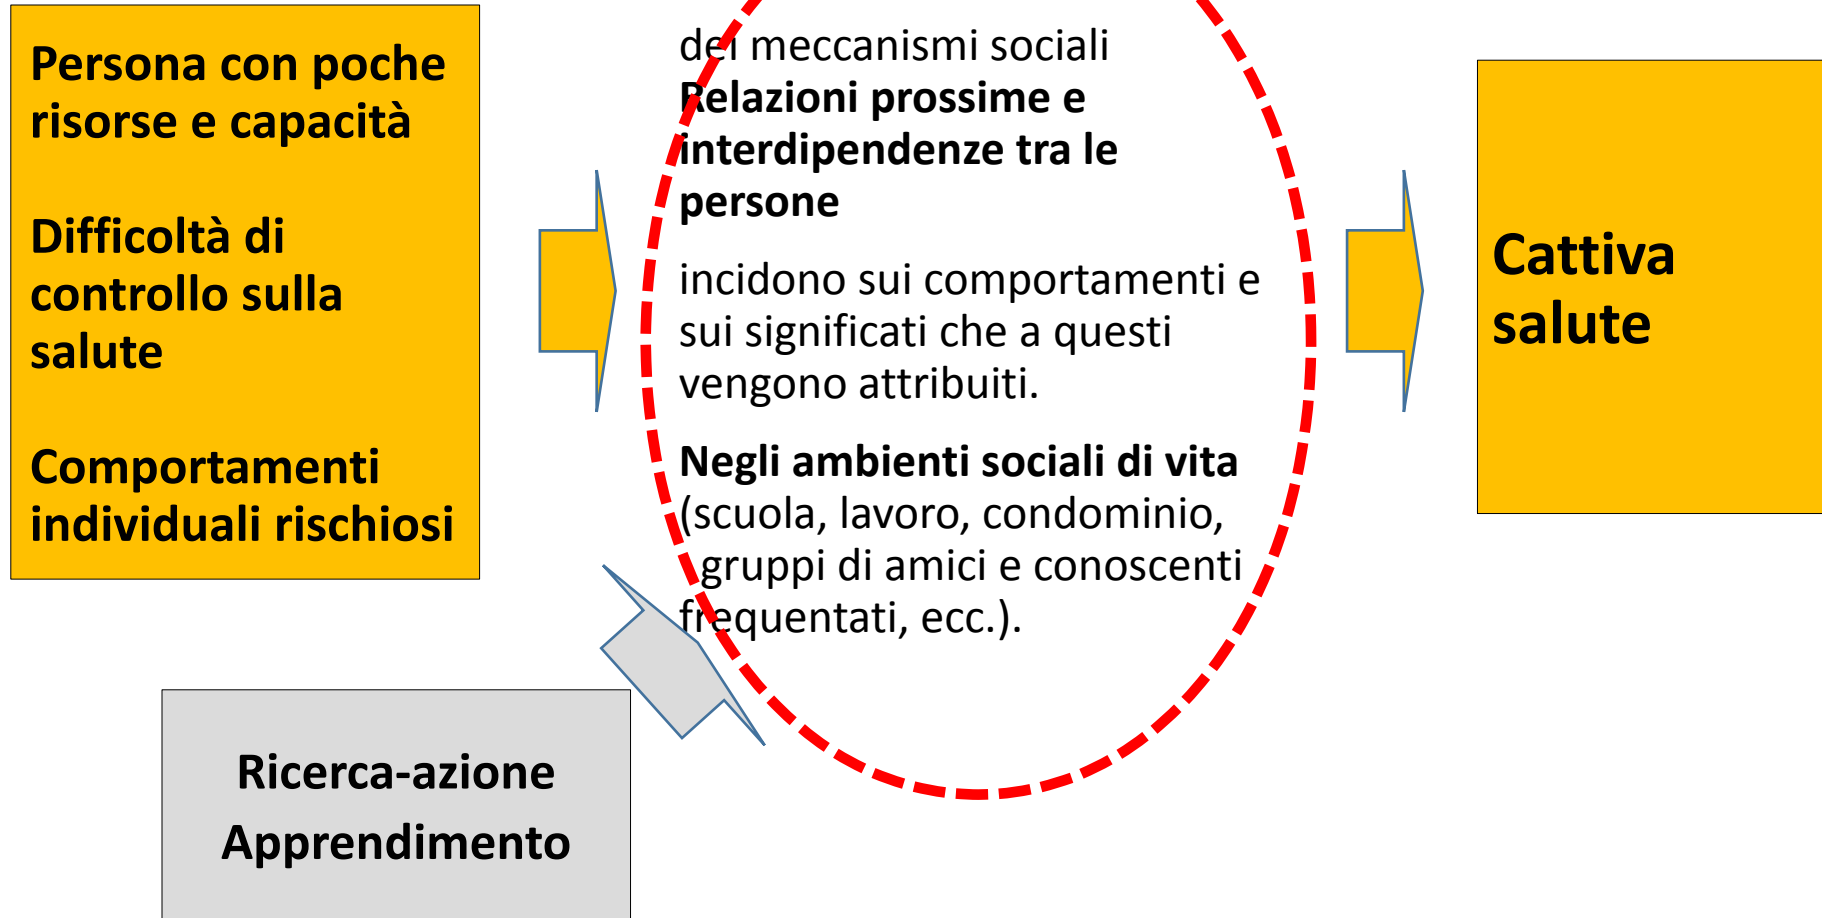 Persona con poche
risorse e capacità
Difficoltà di
controllo sulla
salute
Comportamenti
individuali rischiosi
dei meccanismi sociali
Relazioni prossime e
interdipendenze tra le
persone
incidono sui comportamenti e
sui significati che a questi
vengono attribuiti.
Negli ambienti sociali di vita
(scuola, lavoro, condominio,
gruppi di amici e conoscenti
frequentati, ecc.).
Cattiva
salute
Ricerca-azione
Apprendimento